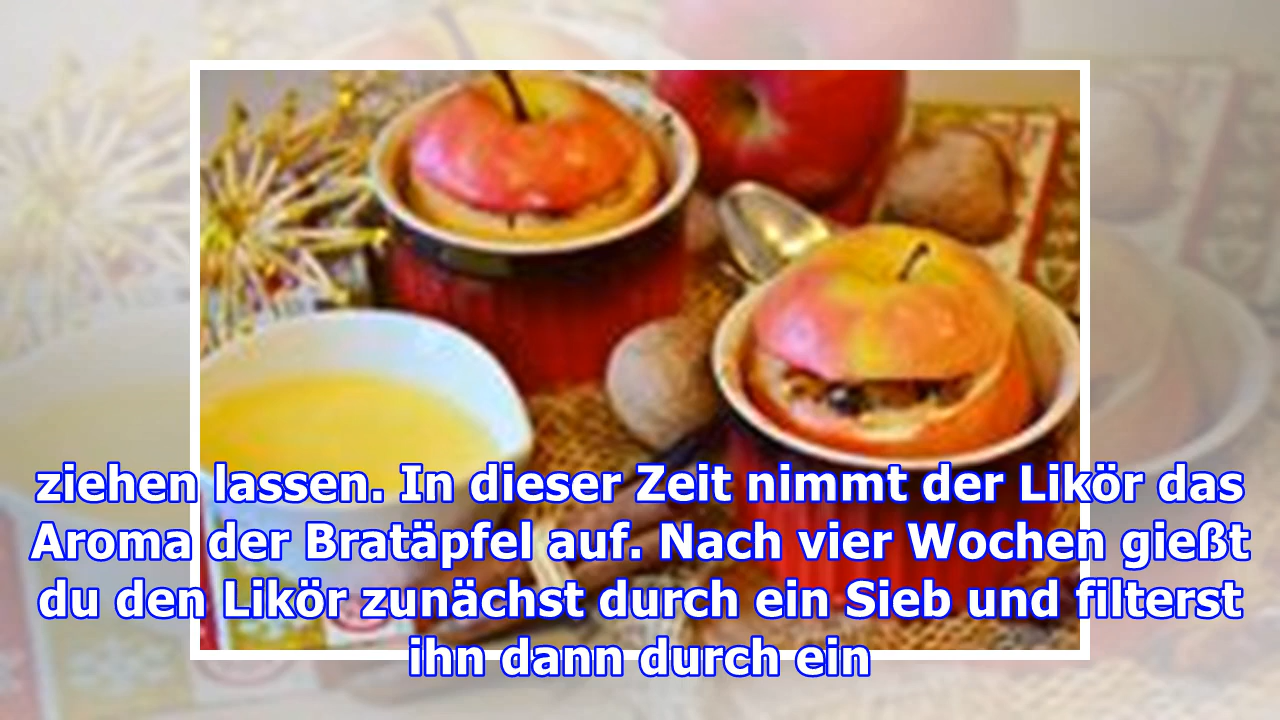 ziehen lassen. In dieser Zeit nimmt der Likör das
Aroma der Bratäpfel auf. Nach vier Wochen gießt
du den Likör zunächst durch ein Sieb und filterst
ihn dann durch ein